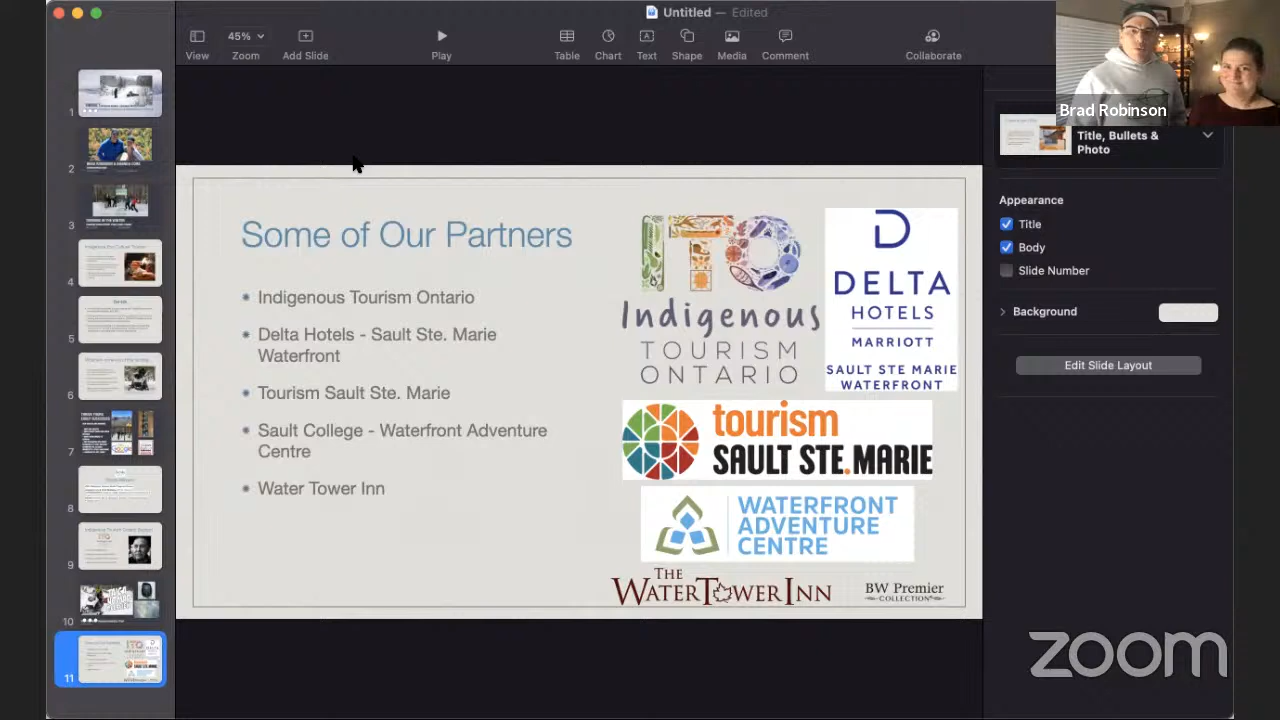 Untitled — Edited
45%
View
Zoom
Add Slide
Play
Table
Chart
Text
Shape
Media
Comment
Collaborate
Brad Robinson
Title, Bullets &
Photo
Appearance
Title
Body
Slide Number
Background
Edit Slide Layout
1
2
3
4
5
6
7
8
9
10
11
Some of Our Partners
Indigenous Tourism Ontario
Delta Hotels - Sault Ste. Marie
Waterfront
Tourism Sault Ste. Marie
Sault College - Waterfront Adventure
Centre
Water Tower Inn
ITO
Indigenous
TOURISM
ONTARIO
D
DELTA
HOTELS
MARRIOTT
SAULT STE MARIE
WATERFRONT
tourism
SAULT STE.MARIE
WATERFRONT
ADVENTURE
CENTRE
THE
WATERTOWER INN
BW Premier
COLLECTION
zoom